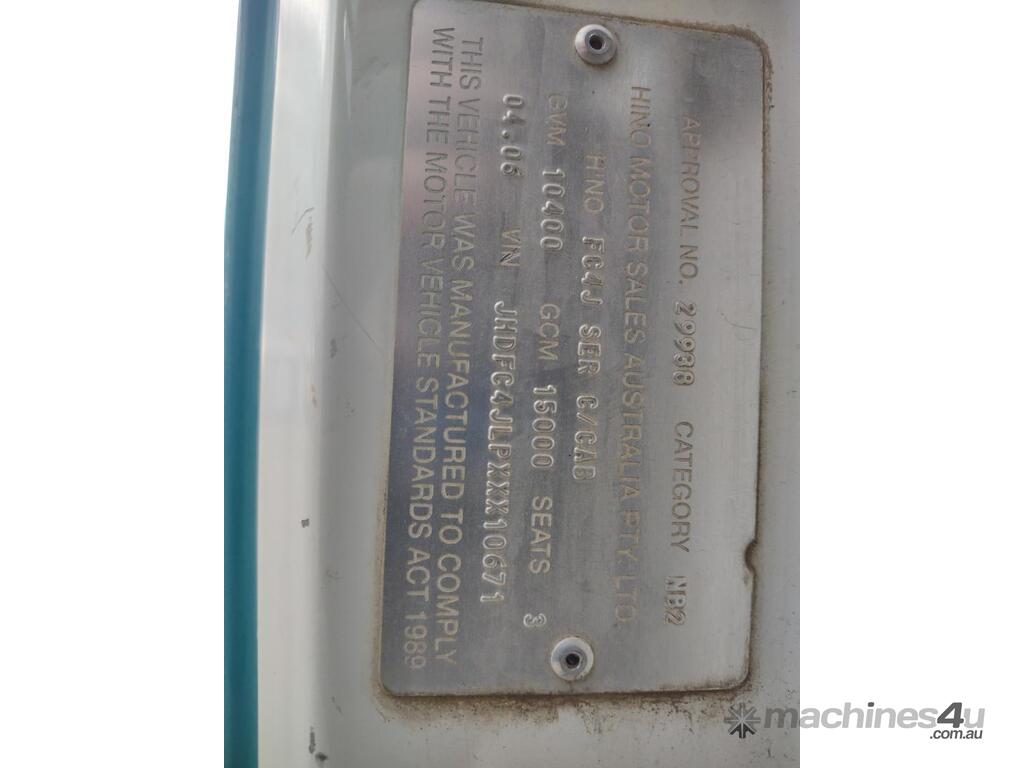 APPROVAL NO. 29938 CATEGORY NB2
HINO MOTOR SALES AUSTRALIA PTY. LTD.
HINO FC4J SER C/CAB
GVM 10400 GCM 15000 SEATS 3
04.06 VIN JHDFC4JLPXXX10671
THIS VEHICLE WAS MANUFACTURED TO COMPLY
WITH THE MOTOR VEHICLE STANDARDS ACT 1989
machines4u
.com.au